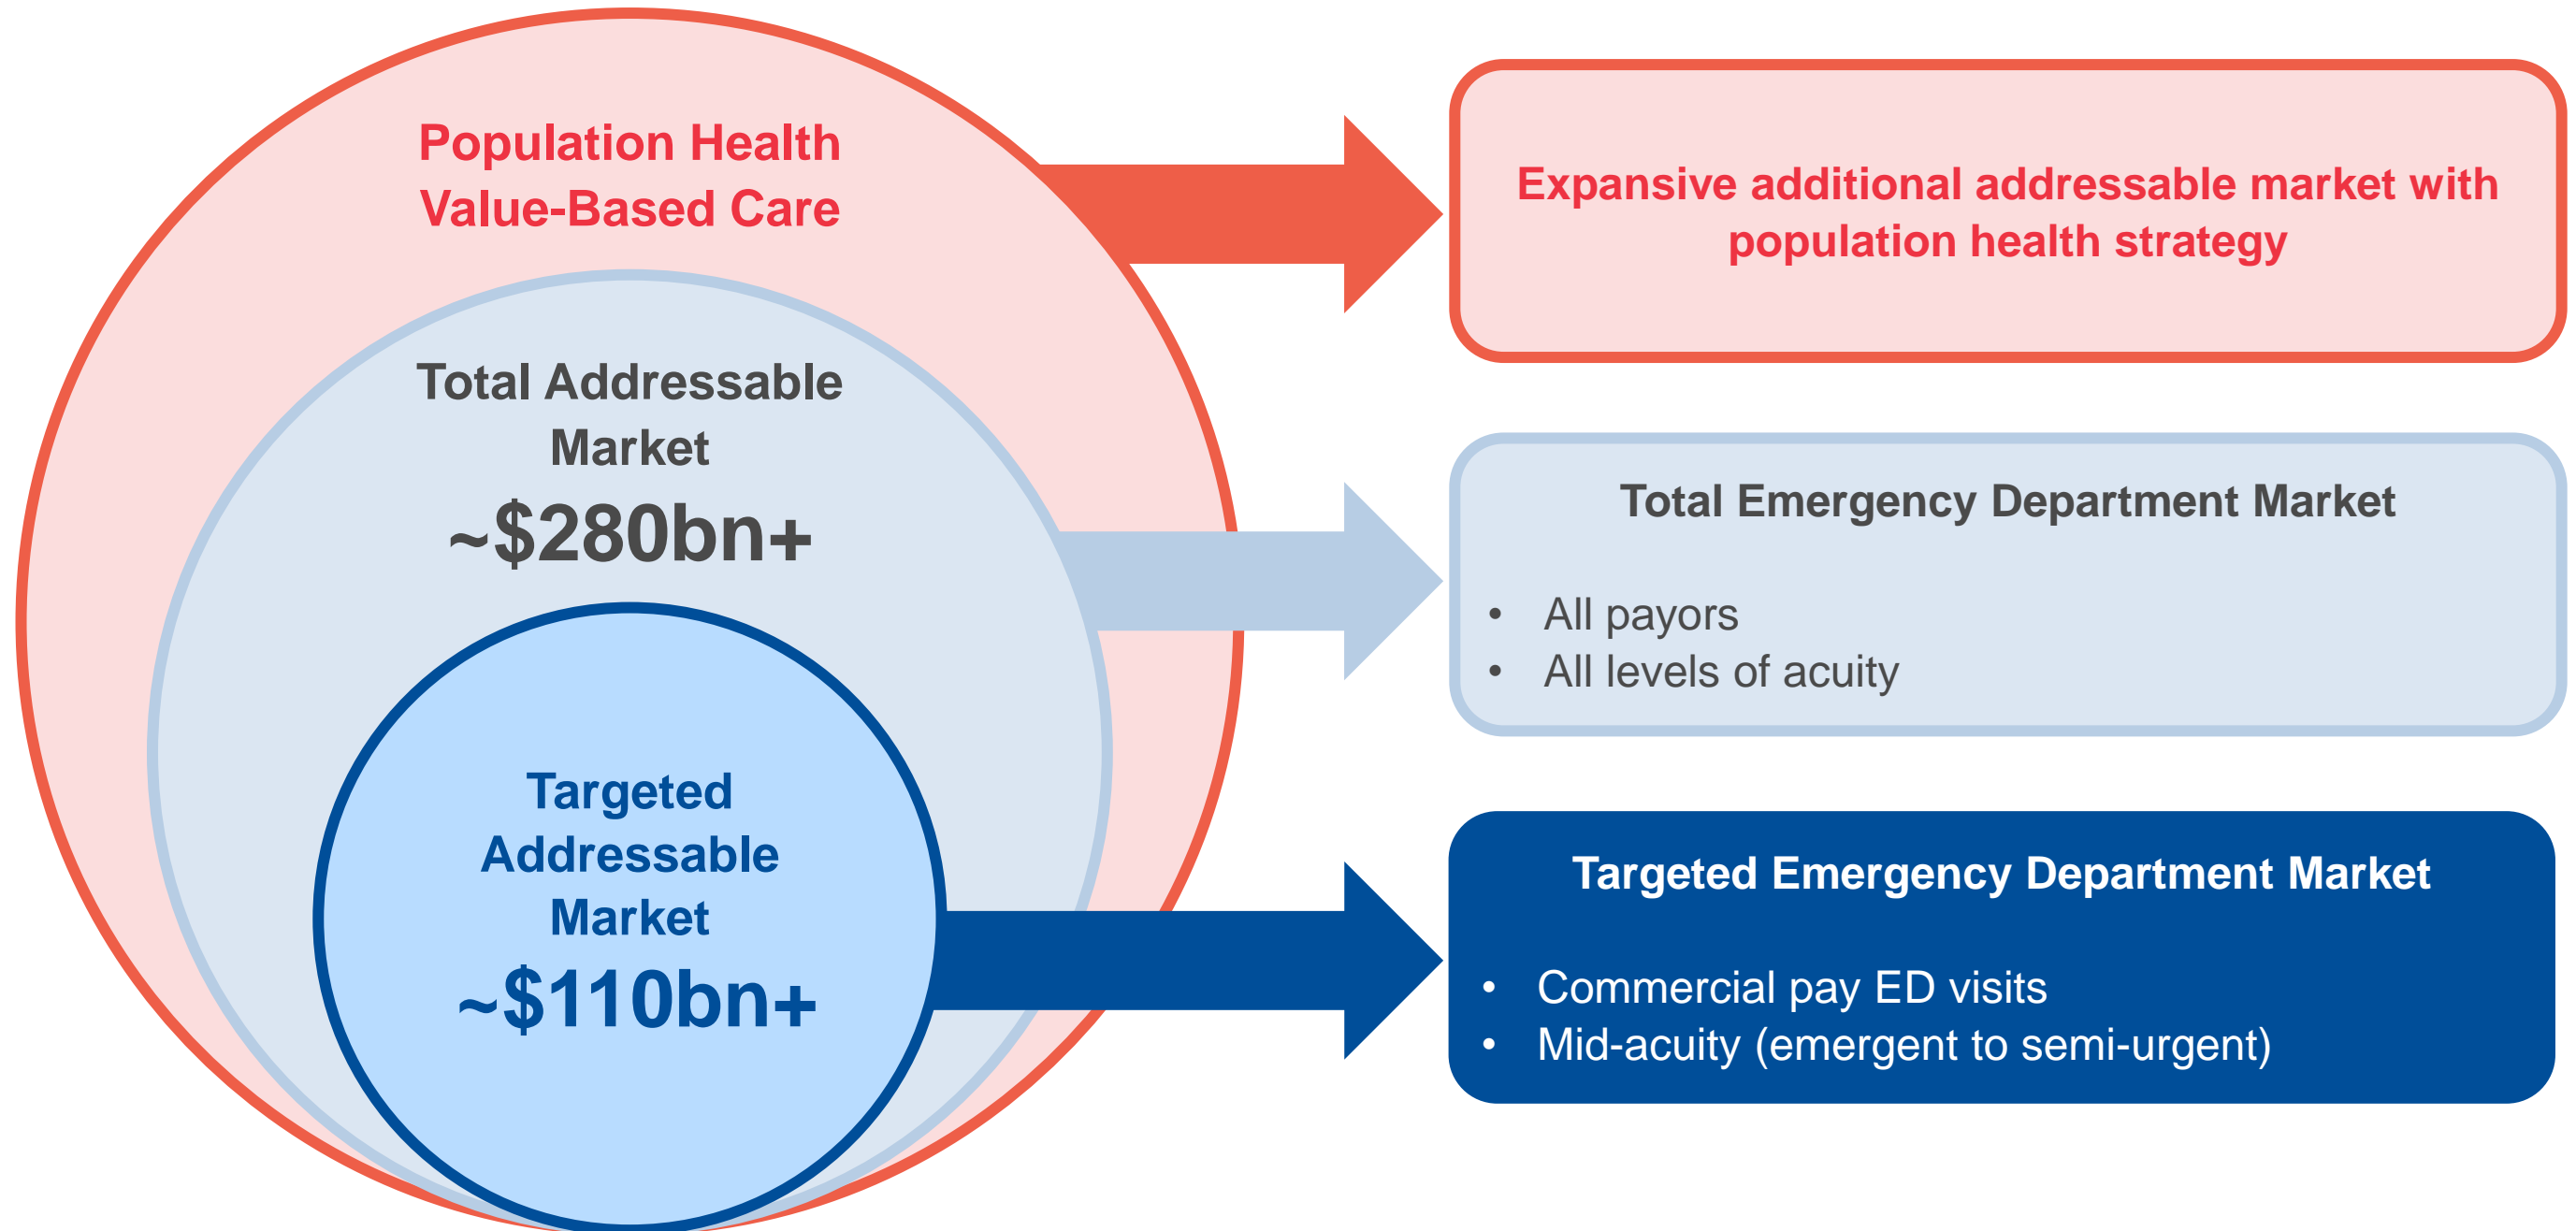 Population Health
Value-Based Care
Expansive additional addressable market with
population health strategy
Total Addressable
Market
~$280bn+
Total Emergency Department Market
• All payors
• All levels of acuity
Targeted
Addressable
Market
~$110bn+
Targeted Emergency Department Market
• Commercial pay ED visits
• Mid-acuity (emergent to semi-urgent)